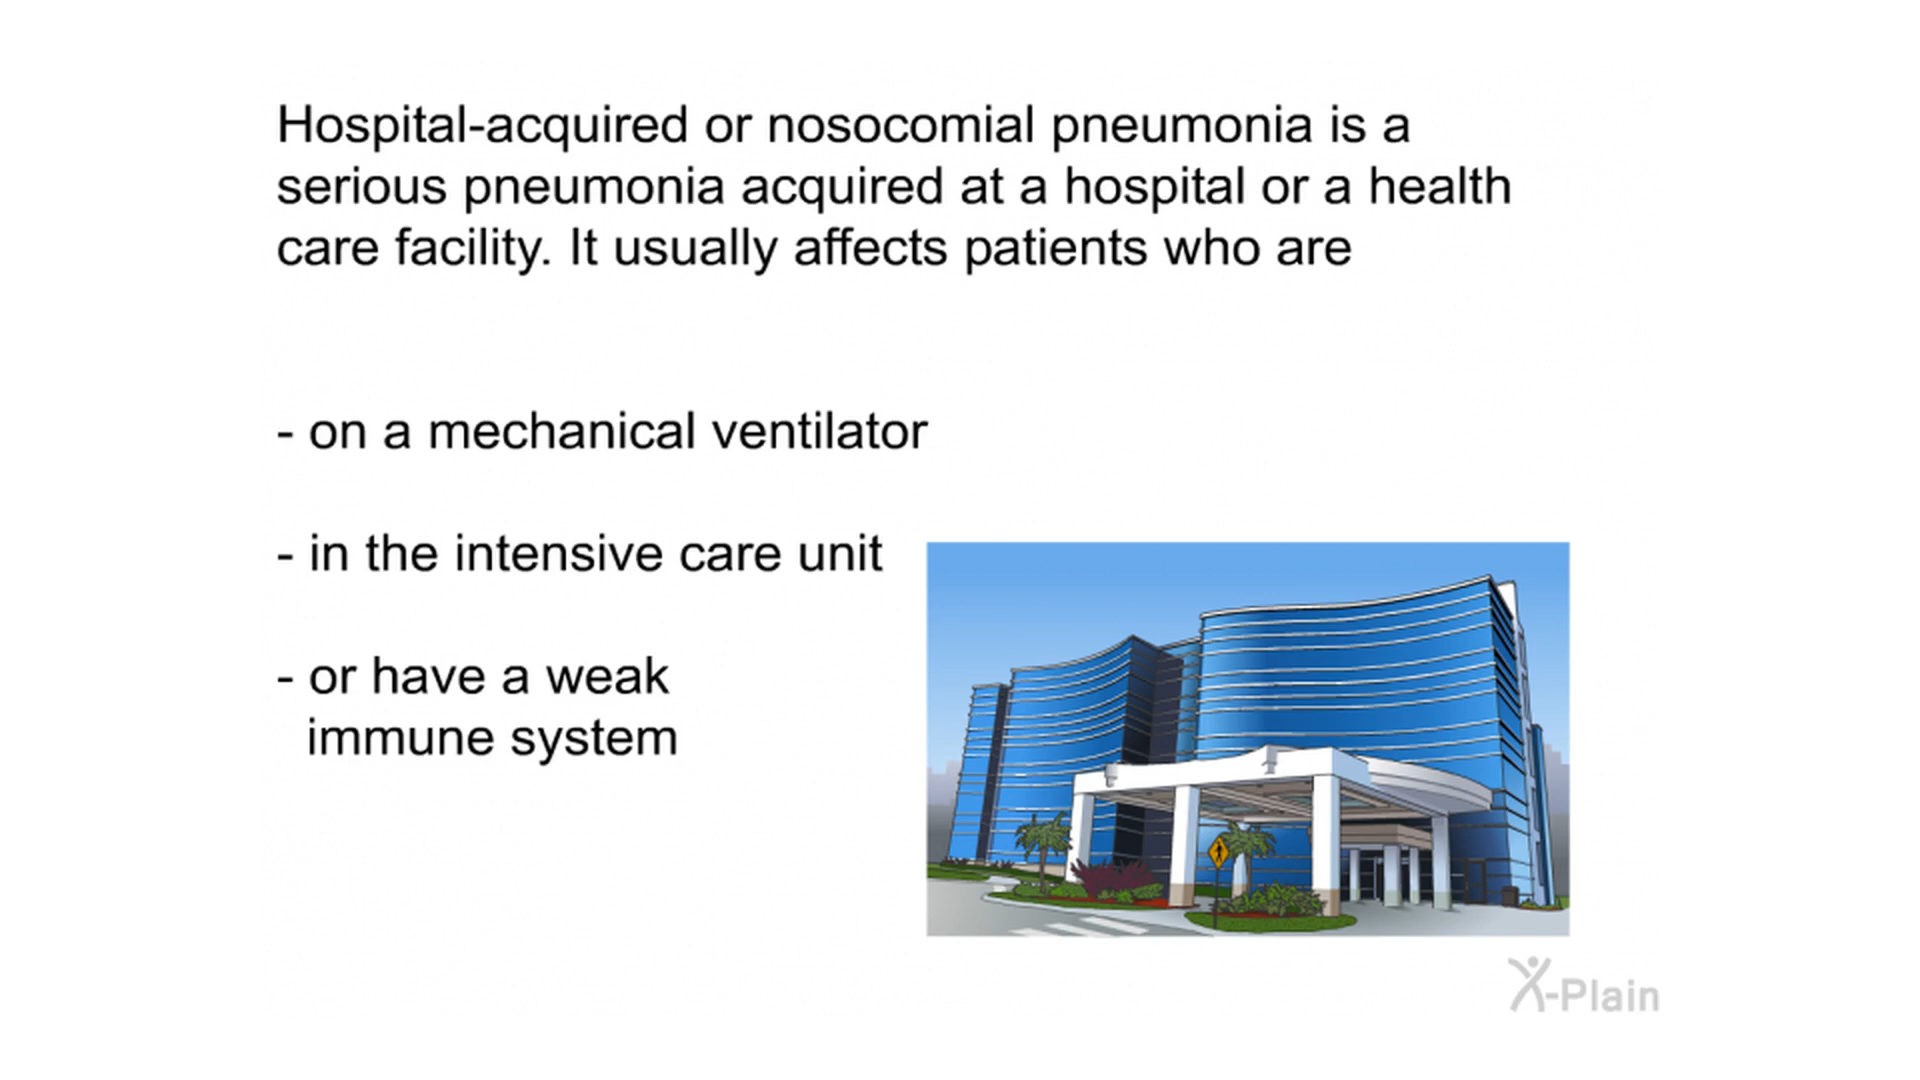 Hospital-acquired or nosocomial pneumonia is a
serious pneumonia acquired at a hospital or a health
care facility. It usually affects patients who are
- on a mechanical ventilator
- in the intensive care unit
- or have a weak
immune system
X-Plain